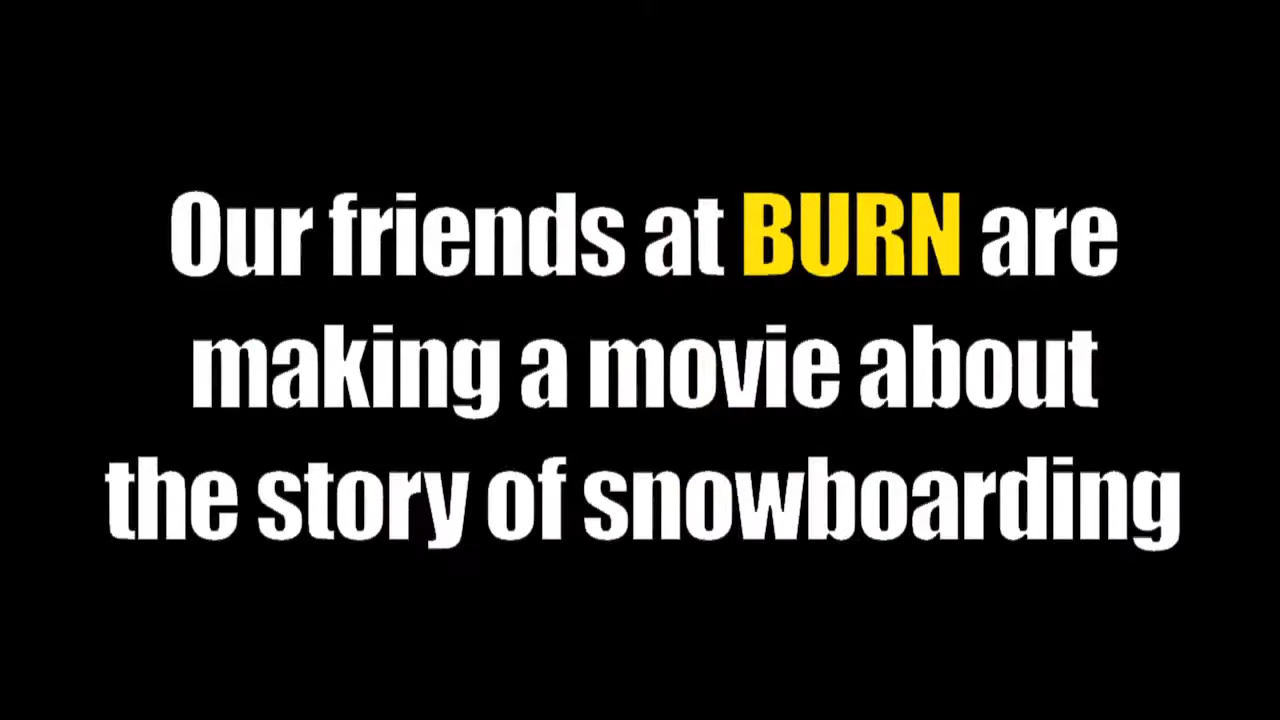 Our friends at BURN are
making a movie about
the story of snowboarding